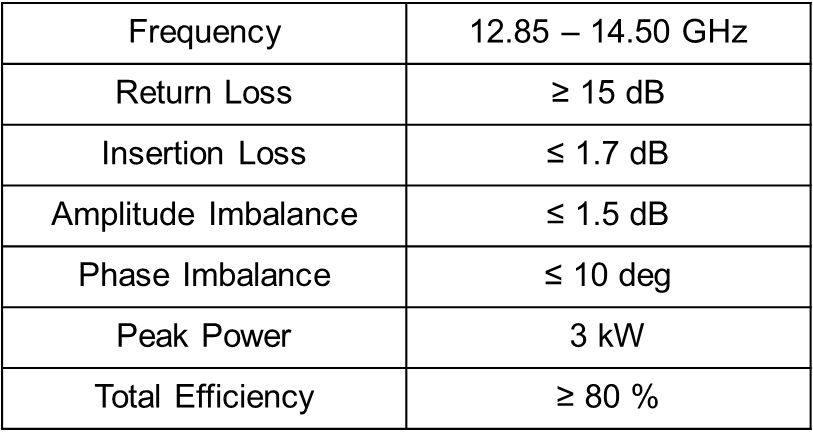 Frequency 12.85 – 14.50 GHz
Return Loss ≥ 15 dB
Insertion Loss ≤ 1.7 dB
Amplitude Imbalance ≤ 1.5 dB
Phase Imbalance ≤ 10 deg
Peak Power 3 kW
Total Efficiency ≥ 80 %